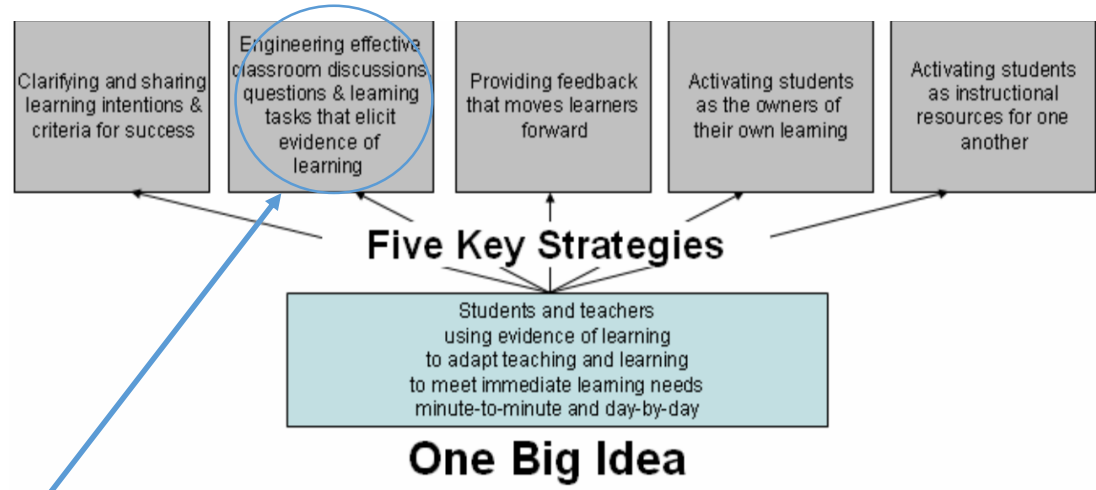 Clarifying and sharing
learning intentions &
criteria for success
Engineering effective
classroom discussions,
questions & learning
tasks that elicit
evidence of
learning
Providing feedback
that moves learners
forward
Activating students
as the owners of
their own learning
Activating students
as instructional
resources for one
another
Five Key Strategies
Students and teachers
using evidence of learning
to adapt teaching and learning
to meet immediate learning needs
minute-to-minute and day-by-day
One Big Idea